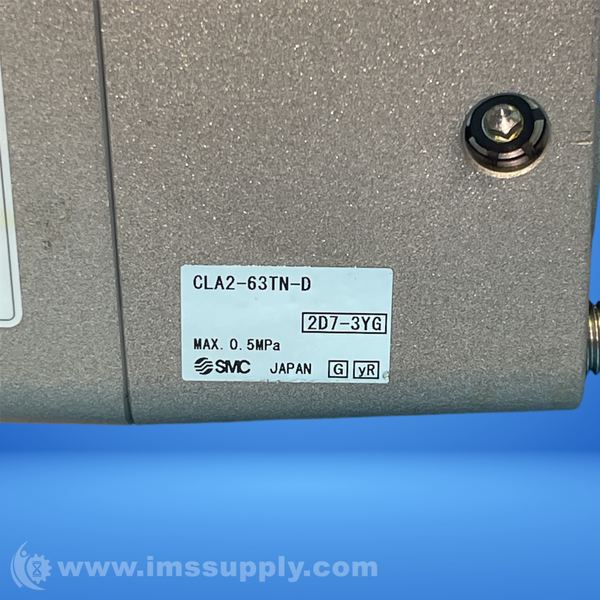 CLA2-63TN-D
2D7-3YG
MAX. 0.5MPa
SMC JAPAN G yR
www.imssupply.com